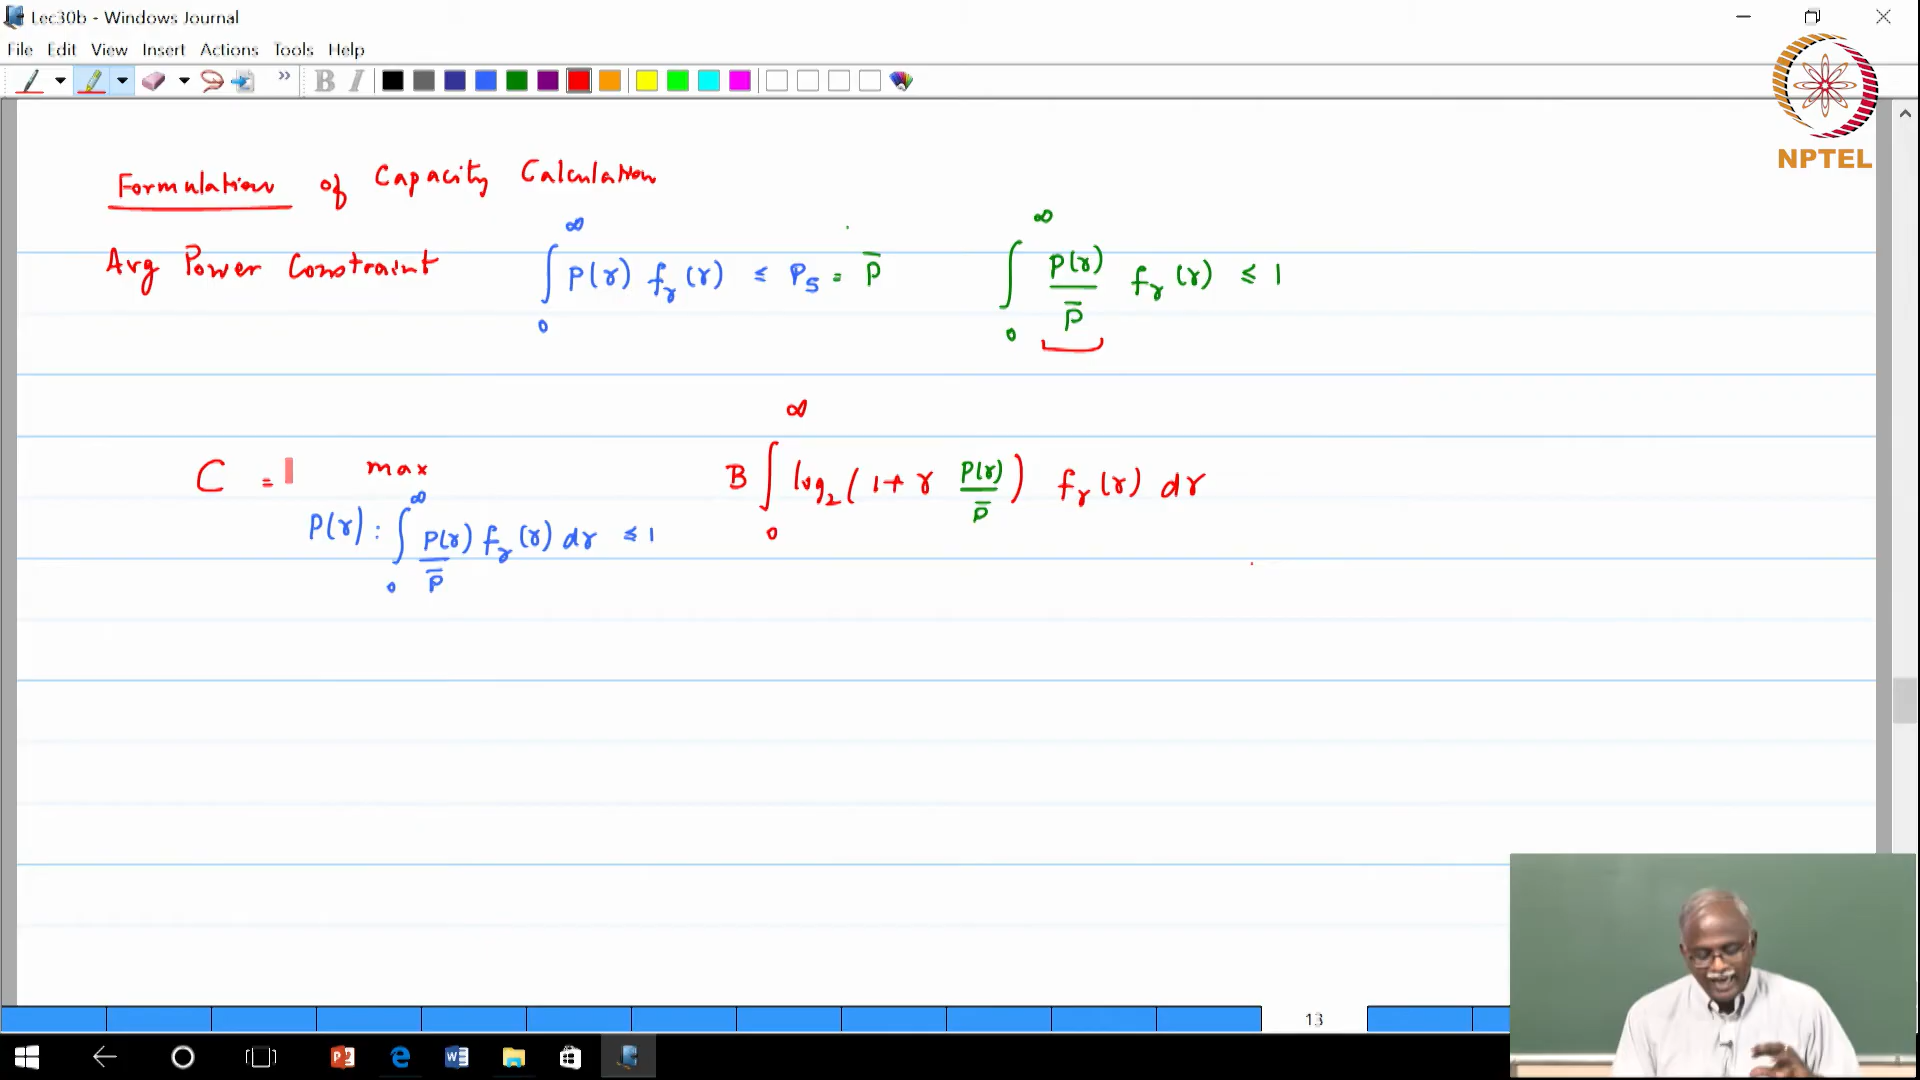 Lec30b - Windows Journal
File Edit View Insert Actions Tools Help
NPTEL
Formulation of Capacity Calculation
Avg Power Constraint ∫₀^∞ P(γ) f_γ(γ) ≤ P_S = P̄ ∫₀^∞ P(γ)/P̄ f_γ(γ) ≤ 1
C = max B ∫₀^∞ log₂(1+ γ P(γ)/P̄) f_γ(γ) dγ
P(γ): ∫₀^∞ P(γ)/P̄ f_γ(γ) dγ ≤ 1
13